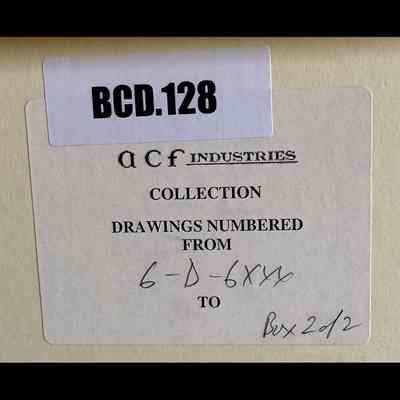 BCD.128
acf INDUSTRIES
COLLECTION
DRAWINGS NUMBERED
FROM
6-D-6XXX
TO
Box 2 of 2